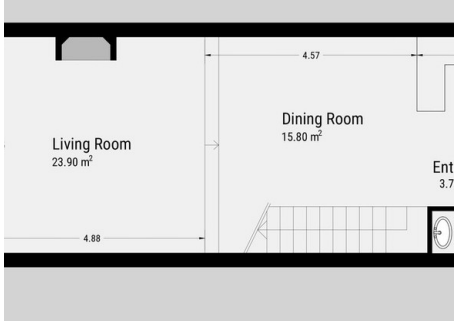 4.57
Dining Room
15.80 m²
Living Room
23.90 m²
Ent
3.7
4.88